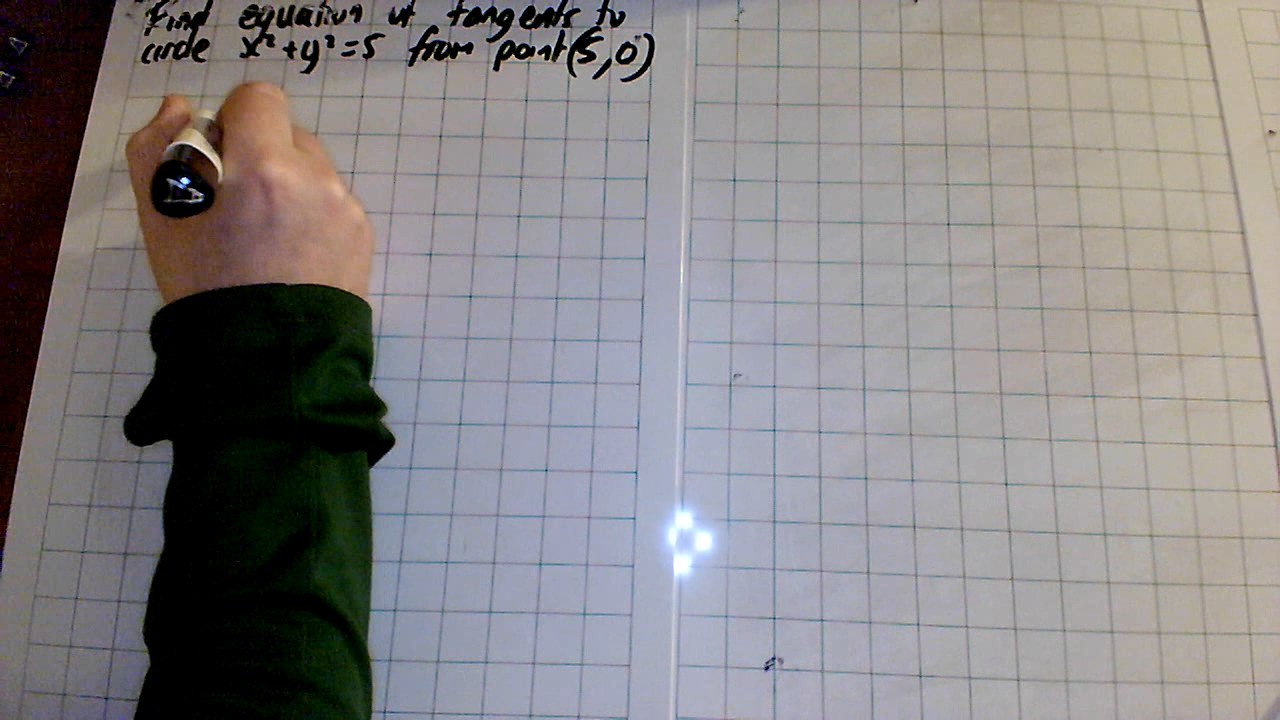 Find equation of tangents to
circle x²+y²=5 from point(5,0)